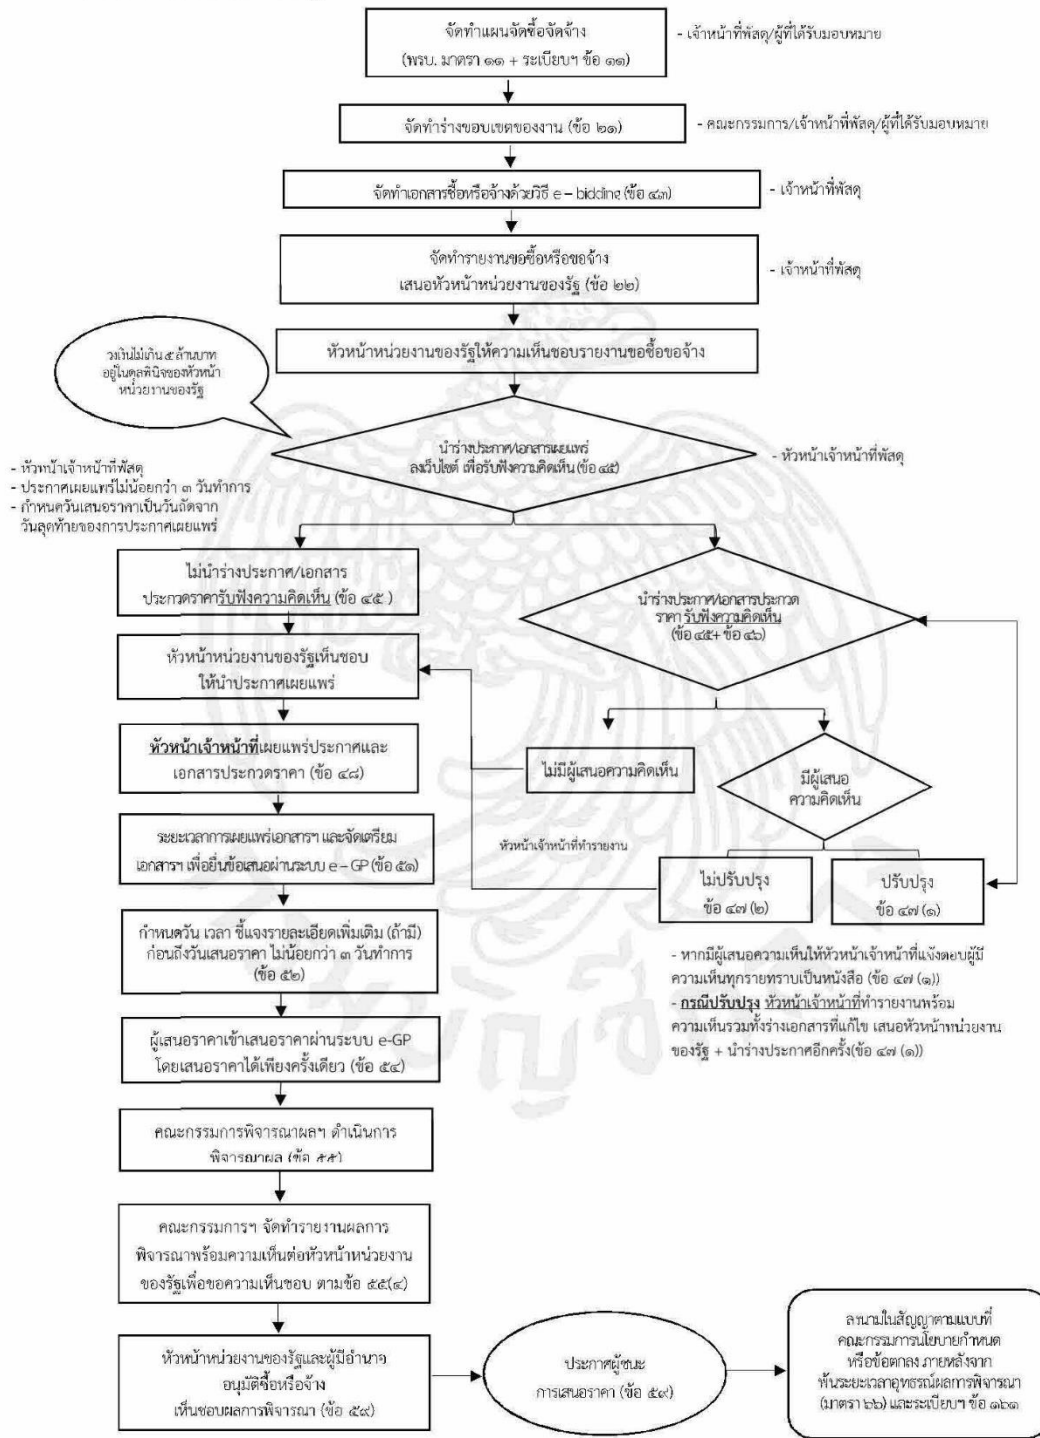 จัดทำแผนจัดซื้อจัดจ้าง
(พรบ. มาตรา ๑๑ + ระเบียบฯ ข้อ ๑๑)
- เจ้าหน้าที่พัสดุ/ผู้ที่ได้รับมอบหมาย
จัดทำร่างขอบเขตของงาน (ข้อ ๒๑)
- คณะกรรมการ/เจ้าหน้าที่พัสดุ/ผู้ที่ได้รับมอบหมาย
จัดทำเอกสารซื้อหรือจ้างด้วยวิธี e – bidding (ข้อ ๔๓)
- เจ้าหน้าที่พัสดุ
จัดทำรายงานขอซื้อหรือขอจ้าง
เสนอหัวหน้าหน่วยงานของรัฐ (ข้อ ๒๒)
- เจ้าหน้าที่พัสดุ
หัวหน้าหน่วยงานของรัฐให้ความเห็นชอบรายงานขอซื้อขอจ้าง
วงเงินไม่เกิน ๕ ล้านบาท
อยู่ในดุลพินิจของหัวหน้า
หน่วยงานของรัฐ
นำร่างประกาศ/เอกสารเผยแพร่
ลงเว็บไซต์ เพื่อรับฟังความคิดเห็น (ข้อ ๔๕)
- หัวหน้าเจ้าหน้าที่พัสดุ
- หัวหน้าเจ้าหน้าที่พัสดุ
- ประกาศเผยแพร่ไม่น้อยกว่า ๓ วันทำการ
- กำหนดวันเสนอราคาเป็นวันถัดจาก
วันสุดท้ายของการประกาศเผยแพร่
ไม่นำร่างประกาศ/เอกสาร
ประกวดราคารับฟังความคิดเห็น (ข้อ ๔๕ )
นำร่างประกาศ/เอกสารประกวด
ราคา รับฟังความคิดเห็น
(ข้อ ๔๕+ ข้อ ๔๖)
หัวหน้าหน่วยงานของรัฐเห็นชอบ
ให้นำประกาศเผยแพร่
หัวหน้าเจ้าหน้าที่เผยแพร่ประกาศและ
เอกสารประกวดราคา (ข้อ ๔๘)
ไม่มีผู้เสนอความคิดเห็น
มีผู้เสนอ
ความคิดเห็น
ระยะเวลาการเผยแพร่เอกสารฯ และจัดเตรียม
เอกสารฯ เพื่อยื่นข้อเสนอผ่านระบบ e – GP (ข้อ ๕๑)
หัวหน้าเจ้าหน้าที่ทำรายงาน
ไม่ปรับปรุง
ข้อ ๔๗ (๒)
ปรับปรุง
ข้อ ๔๗ (๑)
กำหนดวัน เวลา ชี้แจงรายละเอียดเพิ่มเติม (ถ้ามี)
ก่อนถึงวันเสนอราคา ไม่น้อยกว่า ๓ วันทำการ
(ข้อ ๕๒)
- หากมีผู้เสนอความเห็นให้หัวหน้าเจ้าหน้าที่แจ้งตอบผู้มี
ความเห็นทุกรายทราบเป็นหนังสือ (ข้อ ๔๗ (๑))
- กรณีปรับปรุง หัวหน้าเจ้าหน้าที่ทำรายงานพร้อม
ความเห็นรวมทั้งร่างเอกสารที่แก้ไข เสนอหัวหน้าหน่วยงาน
ของรัฐ + นำร่างประกาศอีกครั้ง(ข้อ ๔๗ (๑))
ผู้เสนอราคาเข้าเสนอราคาผ่านระบบ e-GP
โดยเสนอราคาได้เพียงครั้งเดียว (ข้อ ๕๔)
คณะกรรมการพิจารณาผลฯ ดำเนินการ
พิจารณาผล (ข้อ ๕๕)
คณะกรรมการฯ จัดทำรายงานผลการ
พิจารณาพร้อมความเห็นต่อหัวหน้าหน่วยงาน
ของรัฐเพื่อขอความเห็นชอบ ตามข้อ ๕๕(๔)
หัวหน้าหน่วยงานของรัฐและผู้มีอำนาจ
อนุมัติซื้อหรือจ้าง
เห็นชอบผลการพิจารณา (ข้อ ๕๙)
ประกาศผู้ชนะ
การเสนอราคา (ข้อ ๕๙)
ลงนามในสัญญาตามแบบที่
คณะกรรมการนโยบายกำหนด
หรือข้อตกลง ภายหลังจาก
พ้นระยะเวลาอุทธรณ์ผลการพิจารณา
(มาตรา ๖๖) และระเบียบฯ ข้อ ๑๖๑